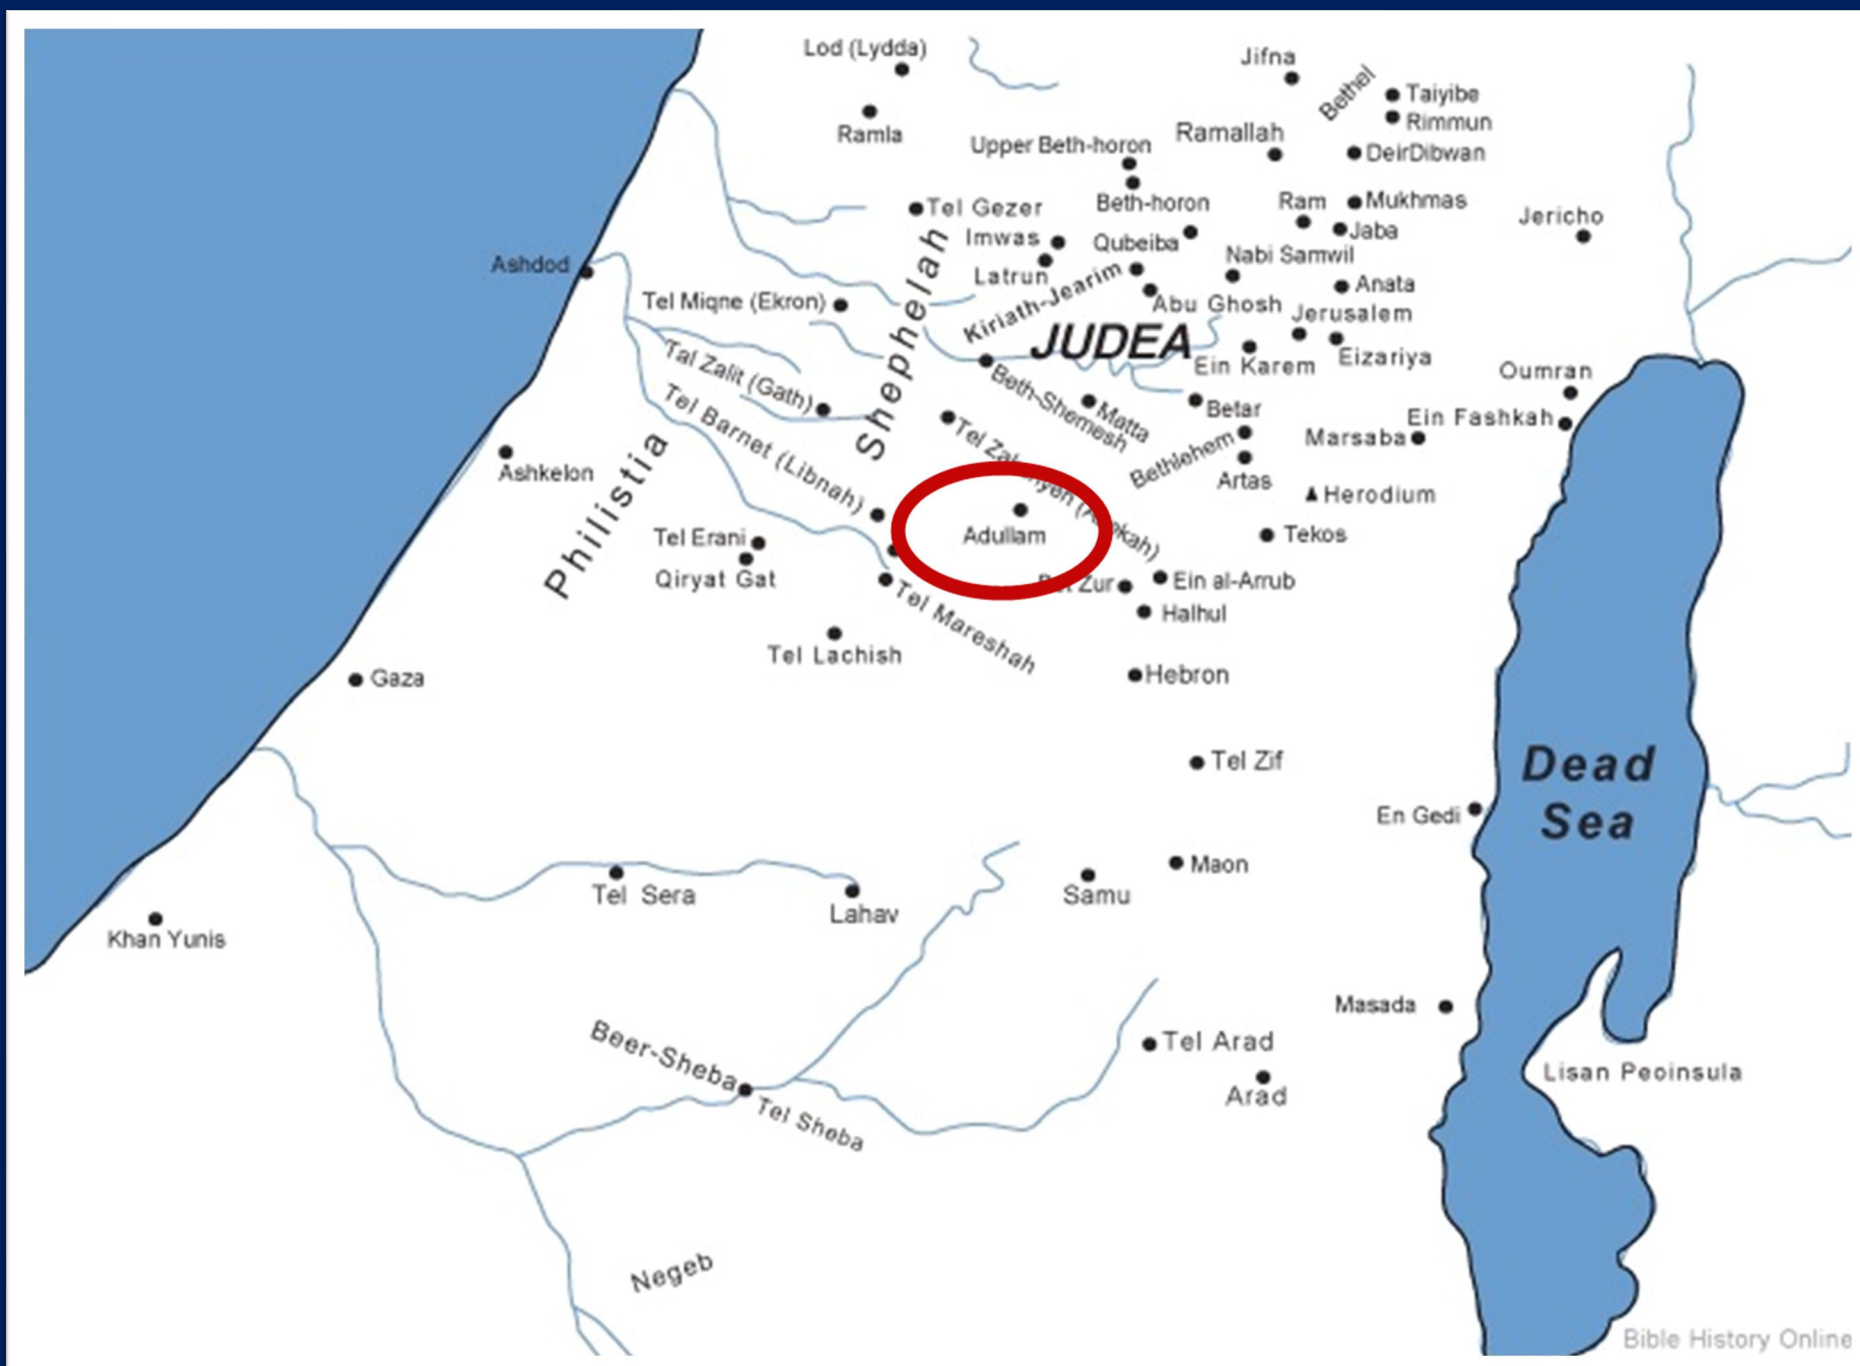 Lod (Lydda)
Jifna
Bethel
Taiyibe
Ramla
Rimmun
Upper Beth-horon
Ramallah
DeirDibwan
Tel Gezer
Beth-horon
Ram
Mukhmas
Jericho
Imwas
Qubeiba
Jaba
Ashdod
Latrun
Nabi Samwil
Tel Miqne (Ekron)
Shephelah
Kiriath-Jearim
Abu Ghosh
Anata
Jerusalem
JUDEA
Tal Zalit (Gath)
Ein Karem
Eizariya
Oumran
Beth-Shemesh
Matta
Betar
Ein Fashkah
Tel Barnet (Libnah)
Bethlehem
Marsaba
Ashkelon
Philistia
Artas
Herodium
Adullam
Tekos
Tel Erani
Qiryat Gat
Zur
Ein al-Arrub
Halhul
Tel Mareshah
Tel Lachish
Gaza
Hebron
Tel Zif
Dead
Sea
En Gedi
Maon
Tel Sera
Lahav
Samu
Khan Yunis
Masada
Beer-Sheba
Tel Arad
Lisan Peoinsula
Arad
Tel Sheba
Negeb
Bible History Online